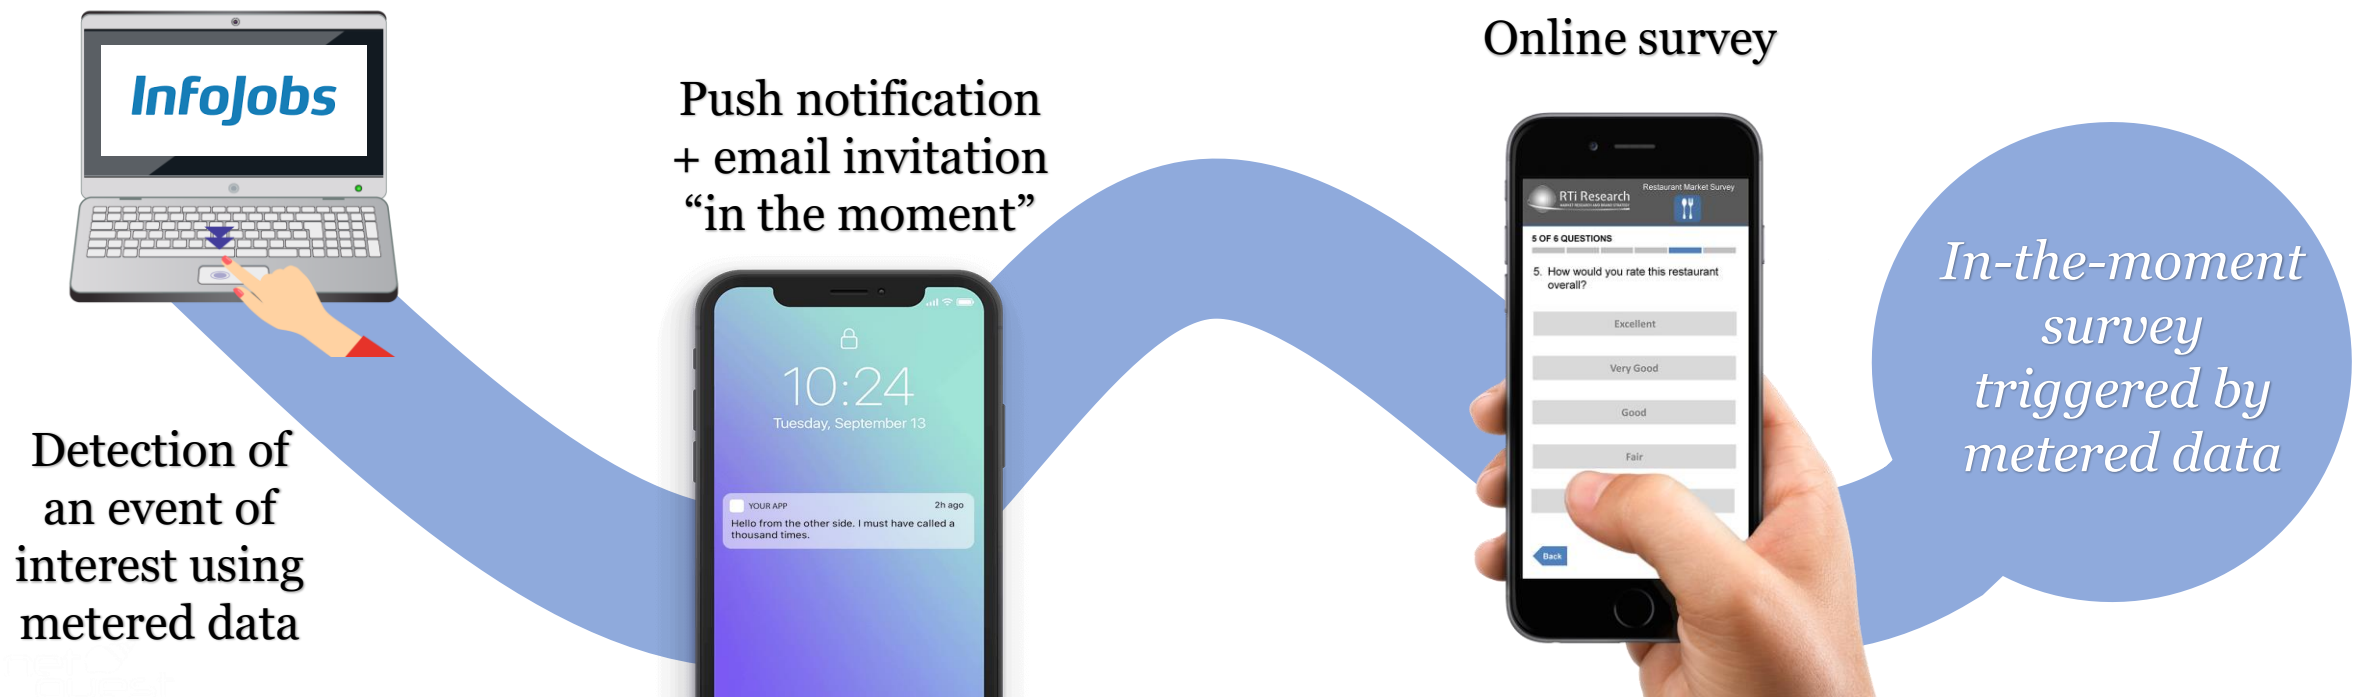 InfoJobs
Detection of
an event of
interest using
metered data
Push notification
+ email invitation
“in the moment”
10:24
Tuesday, September 13
YOUR APP 2h ago
Hello from the other side. I must have called a
thousand times.
Online survey
RTi Research
Restaurant Market Survey
5 OF 6 QUESTIONS
5. How would you rate this restaurant
overall?
Excellent
Very Good
Good
Fair
Back
In-the-moment
survey
triggered by
metered data